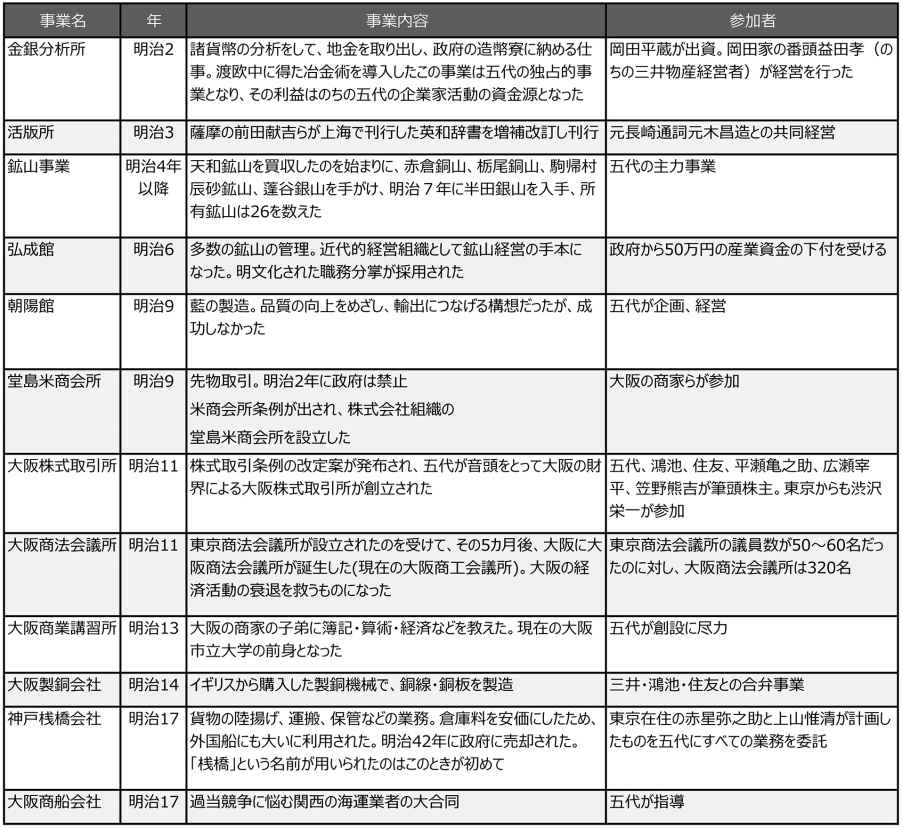 事業名 年 事業内容 参加者
金銀分析所 明治2 諸貨幣の分析をして、地金を取り出し、政府の造幣寮に納める仕 岡田平蔵が出資。岡田家の番頭益田孝（の
事。渡欧中に得た冶金術を導入したこの事業は五代の独占的事 ちの三井物産経営者）が経営を行った
業となり、その利益はのちの五代の企業家活動の資金源となった
活版所 明治3 薩摩の前田献吉らが上海で刊行した英和辞書を増補改訂し刊行 元長崎通詞元木昌造との共同経営
鉱山事業 明治4年 天和鉱山を買収したのを始まりに、赤倉銅山、栃尾銅山、駒帰村 五代の主力事業
以降 辰砂鉱山、蓬谷銀山を手がけ、明治７年に半田銀山を入手、所
有鉱山は26を数えた
弘成館 明治6 多数の鉱山の管理。近代的経営組織として鉱山経営の手本に 政府から50万円の産業資金の下付を受ける
なった。明文化された職務分掌が採用された
朝陽館 明治9 藍の製造。品質の向上をめざし、輸出につなげる構想だったが、成 五代が企画、経営
功しなかった
堂島米商会所 明治9 先物取引。明治2年に政府は禁止 大阪の商家らが参加
米商会所条例が出され、株式会社組織の
堂島米商会所を設立した
大阪株式取引所 明治11 株式取引条例の改定案が発布され、五代が音頭をとって大阪の財 五代、鴻池、住友、平瀬亀之助、広瀬宰
界による大阪株式取引所が創立された 平、笠野熊吉が筆頭株主。東京からも渋沢
栄一が参加
大阪商法会議所 明治11 東京商法会議所が設立されたのを受けて、その5カ月後、大阪に大 東京商法会議所の議員数が50～60名だっ
阪商法会議所が誕生した(現在の大阪商工会議所)。大阪の経 たのに対し、大阪商法会議所は320名
済活動の衰退を救うものになった
大阪商業講習所 明治13 大阪の商家の子弟に簿記・算術・経済などを教えた。現在の大阪 五代が創設に尽力
市立大学の前身となった
大阪製銅会社 明治14 イギリスから購入した製銅機械で、銅線・銅板を製造 三井・鴻池・住友との合弁事業
神戸桟橋会社 明治17 貨物の陸揚げ、運搬、保管などの業務。倉庫料を安価にしたため、 東京在住の赤星弥之助と上山惟清が計画し
外国船にも大いに利用された。明治42年に政府に売却された。 たものを五代にすべての業務を委託
「桟橋」という名前が用いられたのはこのときが初めて
大阪商船会社 明治17 過当競争に悩む関西の海運業者の大合同 五代が指導